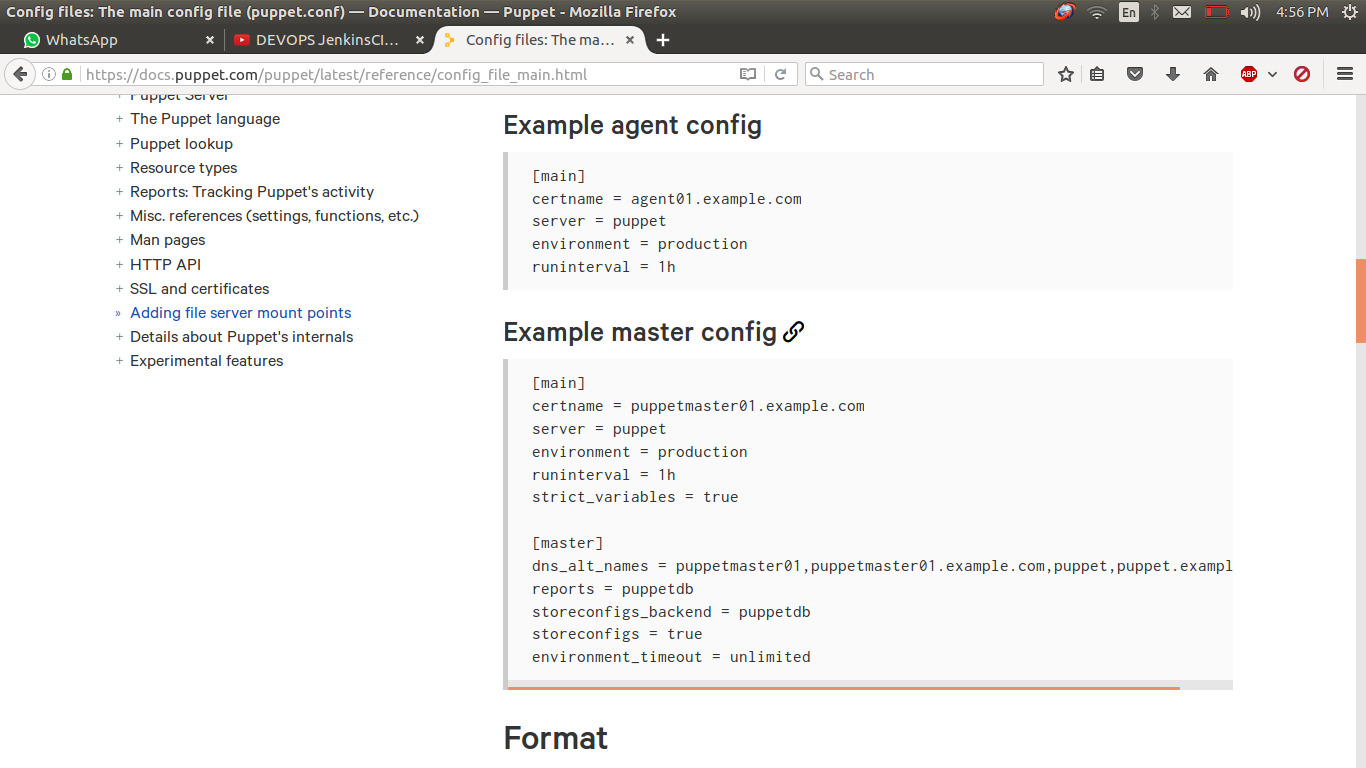 Config files: The main config file (puppet.conf) — Documentation — Puppet - Mozilla Firefox
En
4:56 PM
WhatsApp
DEVOPS JenkinsCI...
Config files: The ma...
https://docs.puppet.com/puppet/latest/reference/config_file_main.html
Search
ABP
Puppet Server
+ The Puppet language
+ Puppet lookup
+ Resource types
+ Reports: Tracking Puppet's activity
+ Misc. references (settings, functions, etc.)
+ Man pages
+ HTTP API
+ SSL and certificates
» Adding file server mount points
+ Details about Puppet's internals
+ Experimental features
Example agent config
[main]
certname = agent01.example.com
server = puppet
environment = production
runinterval = 1h
Example master config
[main]
certname = puppetmaster01.example.com
server = puppet
environment = production
runinterval = 1h
strict_variables = true
[master]
dns_alt_names = puppetmaster01,puppetmaster01.example.com,puppet,puppet.exampl
reports = puppetdb
storeconfigs_backend = puppetdb
storeconfigs = true
environment_timeout = unlimited
Format